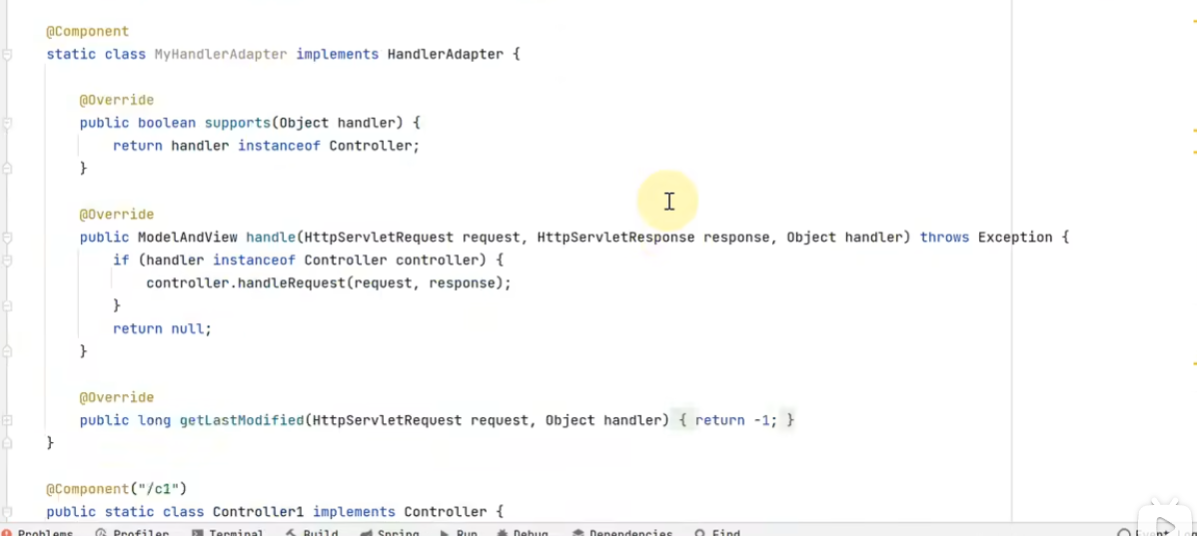 @Component
static class MyHandlerAdapter implements HandlerAdapter {
@Override
public boolean supports(Object handler) {
return handler instanceof Controller;
}
@Override
public ModelAndView handle(HttpServletRequest request, HttpServletResponse response, Object handler) throws Exception {
if (handler instanceof Controller controller) {
controller.handleRequest(request, response);
}
return null;
}
@Override
public long getLastModified(HttpServletRequest request, Object handler) { return -1; }
}
@Component("/c1")
public static class Controller1 implements Controller {
Problems Profiler Terminal Build Spring Run Debug Dependencies Find Event Log